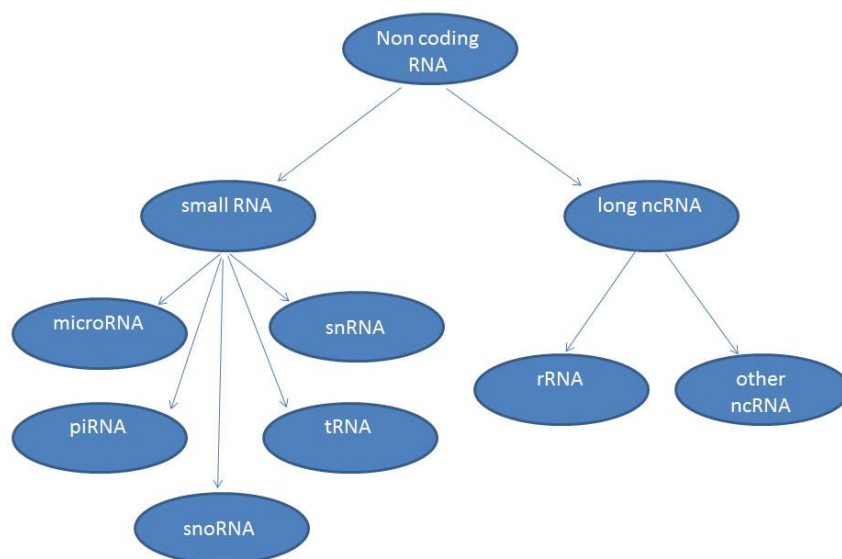 Non coding
RNA
small RNA
long ncRNA
microRNA
snRNA
rRNA
other
ncRNA
piRNA
tRNA
snoRNA